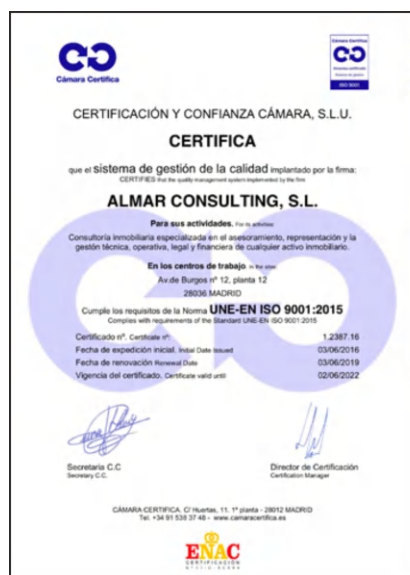 Cámara Certifica
Cámara Certifica
ISO 9001
CERTIFICACIÓN Y CONFIANZA CÁMARA, S.L.U.
CERTIFICA
que el sistema de gestión de la calidad implantado por la firma:
CERTIFIES that the quality management system implemented by the firm
ALMAR CONSULTING, S.L.
Para sus actividades. For its activities
Consultoría inmobiliaria especializada en el asesoramiento, representación y la
gestión técnica, operativa, legal y financiera de cualquier activo inmobiliario.
En los centros de trabajo. In the sites
Av.de Burgos nº 12, planta 12
28036 MADRID
Cumple los requisitos de la Norma UNE-EN ISO 9001:2015
Complies with requirements of the Standard UNE-EN ISO 9001:2015
Certificado nº. Certificate nº: 1.2387.16
Fecha de expedición inicial. Initial Date Issued 03/06/2016
Fecha de renovación Renewal Date 03/06/2019
Vigencia del certificado. Certificate valid until 02/06/2022
Secretaria C.C Director de Certificación
Secretary C.C. Certification Manager
CÁMARA CERTIFICA. C/ Huertas, 11. 1ª planta - 28012 MADRID
Tel. +34 91 538 37 48 - www.camaracertifica.es
ENAC
CERTIFICACIÓN